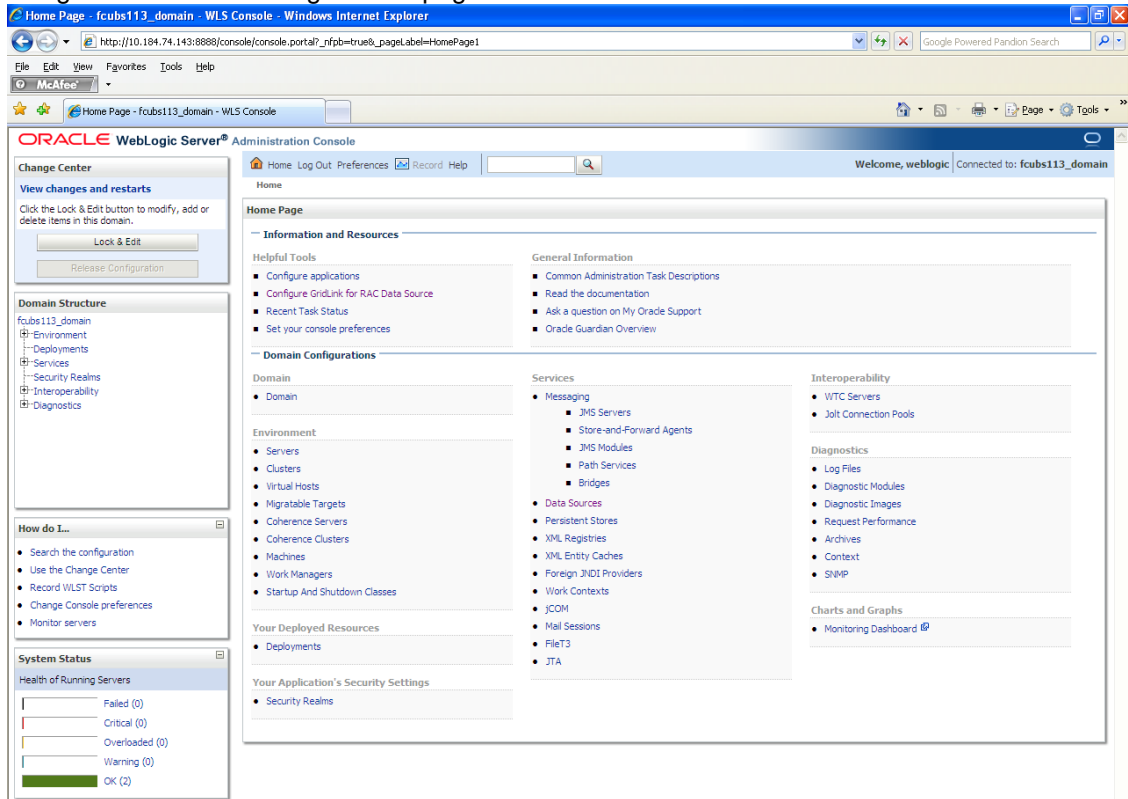 Home Page - fcubs113_domain - WLS Console - Windows Internet Explorer
http://10.184.74.143:8888/console/console.portal?_nfpb=true&_pageLabel=HomePage1
Google Powered Pandion Search
File Edit View Favorites Tools Help
McAfee
Home Page - fcubs113_domain - WLS Console
Page Tools
ORACLE WebLogic Server® Administration Console
Change Center
View changes and restarts
Click the Lock & Edit button to modify, add or
delete items in this domain.
Lock & Edit
Release Configuration
Domain Structure
fcubs113_domain
Environment
Deployments
Services
Security Realms
Interoperability
Diagnostics
How do I...
Search the configuration
Use the Change Center
Record WLST Scripts
Change Console preferences
Monitor servers
System Status
Health of Running Servers
Failed (0)
Critical (0)
Overloaded (0)
Warning (0)
OK (2)
Home Log Out Preferences Record Help
Welcome, weblogic Connected to: fcubs113_domain
Home
Home Page
Information and Resources
Helpful Tools
Configure applications
Configure GridLink for RAC Data Source
Recent Task Status
Set your console preferences
General Information
Common Administration Task Descriptions
Read the documentation
Ask a question on My Oracle Support
Oracle Guardian Overview
Domain Configurations
Domain
Domain
Environment
Servers
Clusters
Virtual Hosts
Migratable Targets
Coherence Servers
Coherence Clusters
Machines
Work Managers
Startup And Shutdown Classes
Your Deployed Resources
Deployments
Your Application's Security Settings
Security Realms
Services
Messaging
JMS Servers
Store-and-Forward Agents
JMS Modules
Path Services
Bridges
Data Sources
Persistent Stores
XML Registries
XML Entity Caches
Foreign JNDI Providers
Work Contexts
jCOM
Mail Sessions
FileT3
JTA
Interoperability
WTC Servers
Jolt Connection Pools
Diagnostics
Log Files
Diagnostic Modules
Diagnostic Images
Request Performance
Archives
Context
SNMP
Charts and Graphs
Monitoring Dashboard